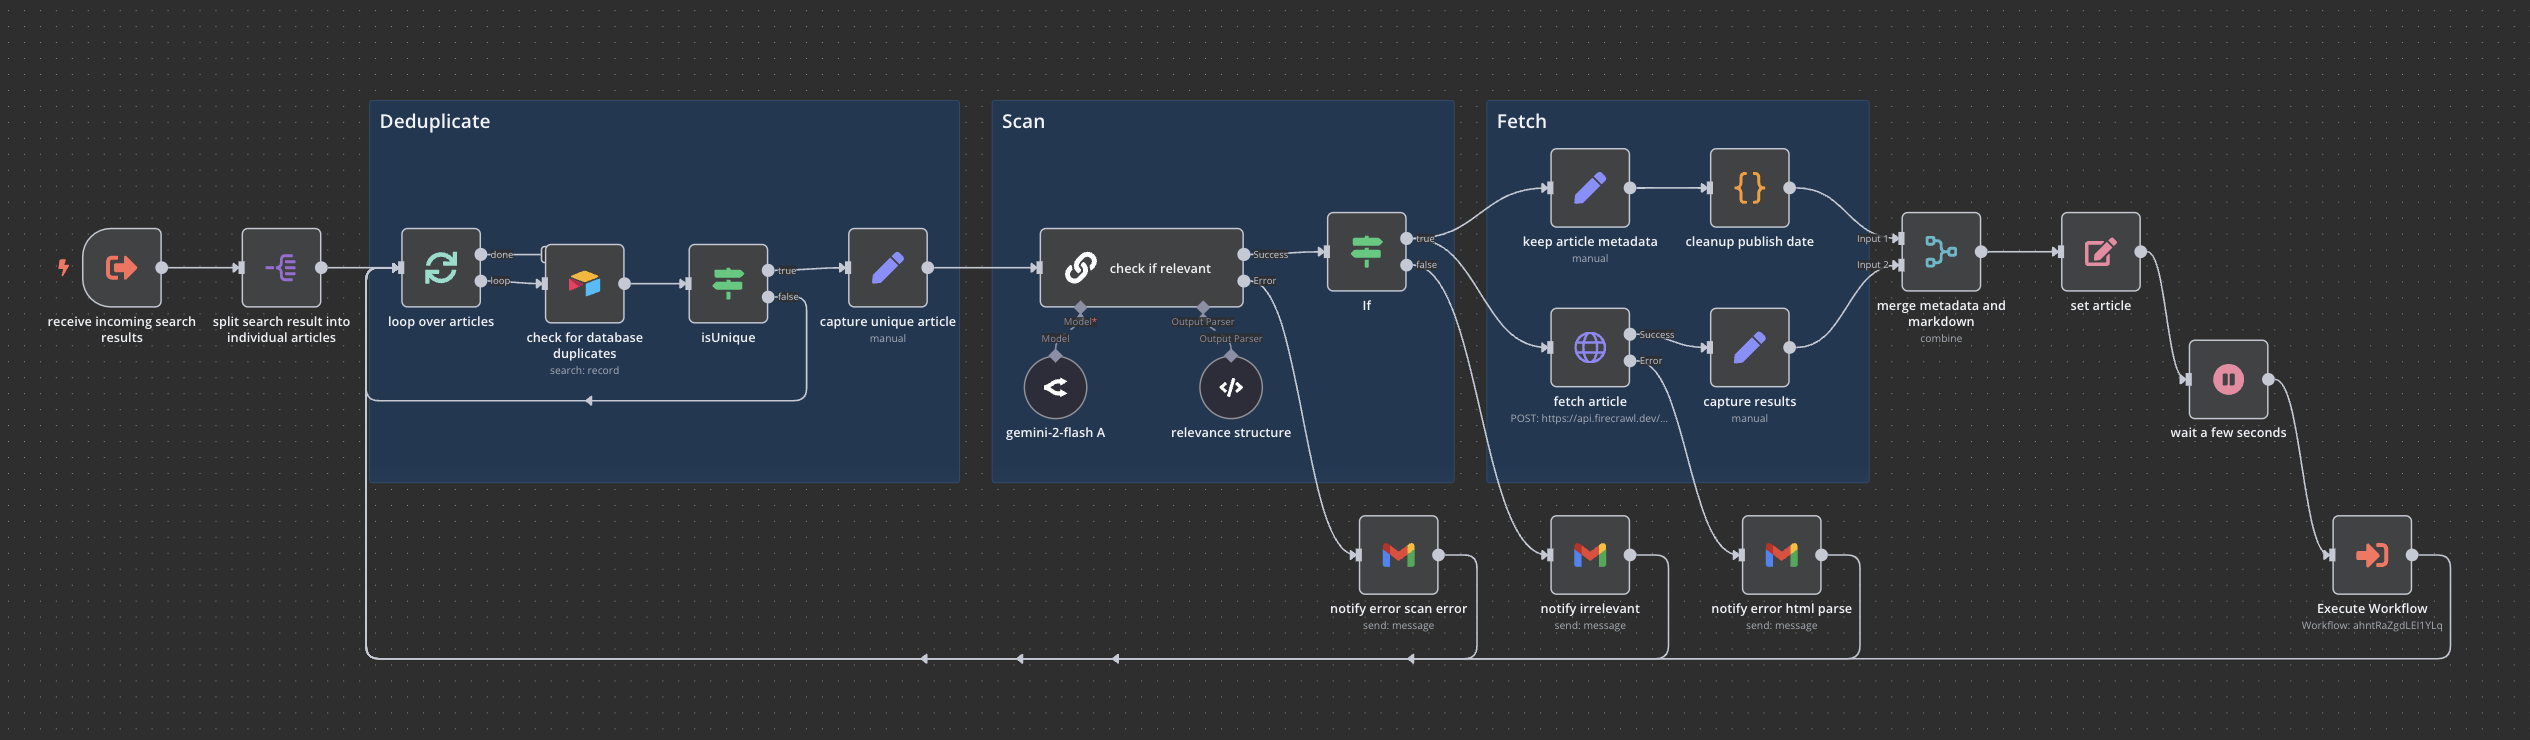 Deduplicate
Scan
Fetch
receive incoming search
results
split search result into
individual articles
done
loop
loop over articles
check for database
duplicates
search: record
true
false
isUnique
capture unique article
manual
check if relevant
Success
Error
Model*
Model
gemini-2-flash A
Output Parser
Output Parser
relevance structure
true
false
If
keep article metadata
manual
cleanup publish date
Success
Error
fetch article
POST: https://api.firecrawl.dev/...
capture results
manual
Input 1
Input 2
merge metadata and
markdown
combine
set article
wait a few seconds
notify error scan error
send: message
notify irrelevant
send: message
notify error html parse
send: message
Execute Workflow
Workflow: ahntRaZgdLEI1YLq